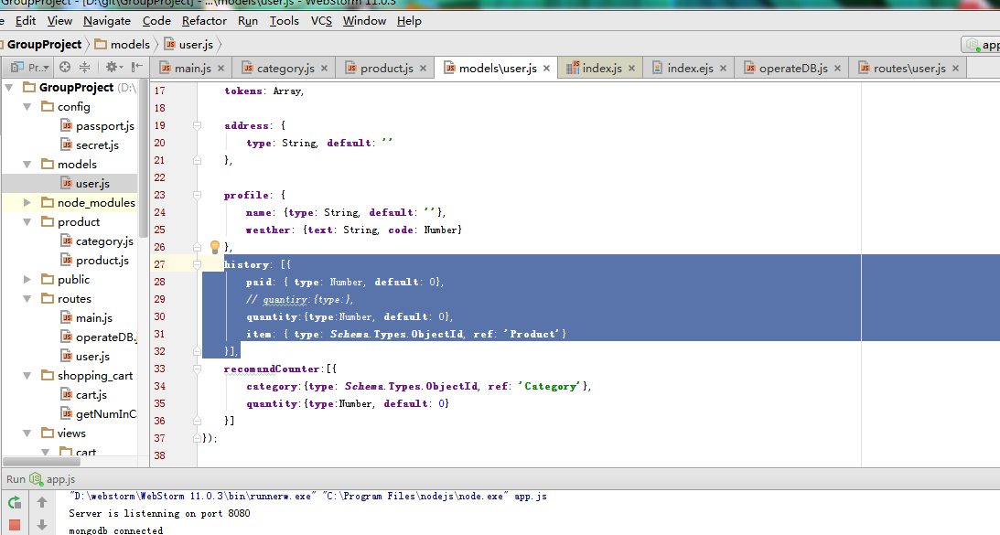 GroupProject - [D:\git\GroupProject] - ...\models\user.js - WebStorm 11.0.3
Edit View Navigate Code Refactor Run Tools VCS Window Help
GroupProject models user.js app
Pr.. main.js category.js product.js models\user.js index.js index.ejs operateDB.js routes\user.js
GroupProject (D:\
config
passport.js
secret.js
models
user.js
node_modules
product
category.js
product.js
public
routes
main.js
operateDB.
user.js
shopping_cart
cart.js
getNumInC
views
cart
17 tokens: Array,
18
19 address: {
20 type: String, default: ''
21 },
22
23 profile: {
24 name: {type: String, default: ''},
25 weather: {text: String, code: Number}
26 },
27 history: [{
28 paid: { type: Number, default: 0},
29 // quantiry:{type:},
30 quantity:{type:Number, default: 0},
31 item: { type: Schema.Types.ObjectId, ref: 'Product'}
32 }],
33 recomandCounter:[{
34 category:{type: Schema.Types.ObjectId, ref: 'Category'},
35 quantity:{type:Number, default: 0}
36 }]
37 });
38
Run app.js
"D:\webstorm\WebStorm 11.0.3\bin\runnerw.exe" "C:\Program Files\nodejs\node.exe" app.js
Server is listenning on port 8080
mongodb connected